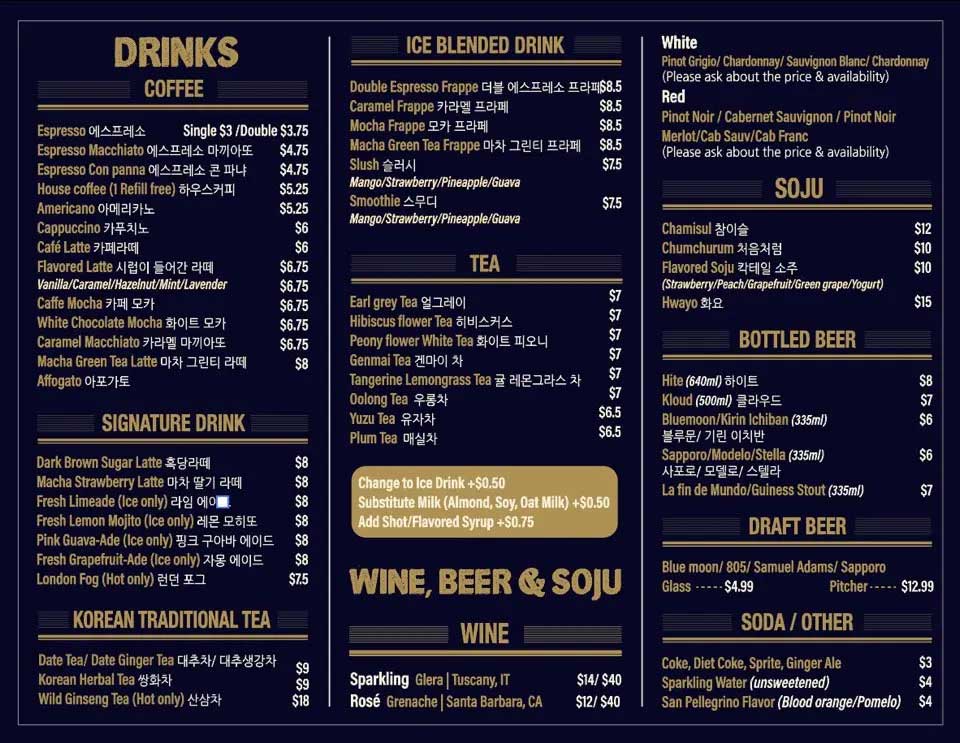 DRINKS
COFFEE
Espresso 에스프레소 Single $3 /Double $3.75
Espresso Macchiato 에스프레소 마끼아또 $4.75
Espresso Con panna 에스프레소 콘 파냐 $4.75
House coffee (1 Refill free) 하우스커피 $5.25
Americano 아메리카노 $5.25
Cappuccino 카푸치노 $6
Café Latte 카페라떼 $6
Flavored Latte 시럽이 들어간 라떼 $6.75
Vanilla/Caramel/Hazelnut/Mint/Lavender $6.75
Caffe Mocha 카페 모카 $6.75
White Chocolate Mocha 화이트 모카 $6.75
Caramel Macchiato 카라멜 마끼아또 $6.75
Macha Green Tea Latte 마차 그린티 라떼 $8
Affogato 아포가토
SIGNATURE DRINK
Dark Brown Sugar Latte 흑당라떼 $8
Macha Strawberry Latte 마차 딸기 라떼 $8
Fresh Limeade (Ice only) 라임 에이 $8
Fresh Lemon Mojito (Ice only) 레몬 모히또 $8
Pink Guava-Ade (Ice only) 핑크 구아바 에이드 $8
Fresh Grapefruit-Ade (Ice only) 자몽 에이드 $8
London Fog (Hot only) 런던 포그 $7.5
KOREAN TRADITIONAL TEA
Date Tea/ Date Ginger Tea 대추차/ 대추생강차 $9
Korean Herbal Tea 쌍화차 $9
Wild Ginseng Tea (Hot only) 산삼차 $18
ICE BLENDED DRINK
Double Espresso Frappe 더블 에스프레소 프라페 $8.5
Caramel Frappe 카라멜 프라페 $8.5
Mocha Frappe 모카 프라페 $8.5
Macha Green Tea Frappe 마차 그린티 프라페 $8.5
Slush 슬러시 $7.5
Mango/Strawberry/Pineapple/Guava
Smoothie 스무디 $7.5
Mango/Strawberry/Pineapple/Guava
TEA
Earl grey Tea 얼그레이 $7
Hibiscus flower Tea 히비스커스 $7
Peony flower White Tea 화이트 피오니 $7
Genmai Tea 겐마이 차 $7
Tangerine Lemongrass Tea 귤 레몬그라스 차 $7
Oolong Tea 우롱차 $7
Yuzu Tea 유자차 $6.5
Plum Tea 매실차 $6.5
Change to Ice Drink +$0.50
Substitute Milk (Almond, Soy, Oat Milk) +$0.50
Add Shot/Flavored Syrup +$0.75
WINE, BEER & SOJU
WINE
Sparkling Glera | Tuscany, IT $14/ $40
Rosé Grenache | Santa Barbara, CA $12/ $40
White
Pinot Grigio/ Chardonnay/ Sauvignon Blanc/ Chardonnay
(Please ask about the price & availability)
Red
Pinot Noir / Cabernet Sauvignon / Pinot Noir
Merlot/Cab Sauv/Cab Franc
(Please ask about the price & availability)
SOJU
Chamisul 참이슬 $12
Chumchurum 처음처럼 $10
Flavored Soju 칵테일 소주 $10
(Strawberry/Peach/Grapefruit/Green grape/Yogurt)
Hwayo 화요 $15
BOTTLED BEER
Hite (640ml) 하이트 $8
Kloud (500ml) 클라우드 $7
Bluemoon/Kirin Ichiban (335ml) $6
블루문/ 기린 이치반
Sapporo/Modelo/Stella (335ml) $6
사포로/ 모델로/ 스텔라
La fin de Mundo/Guiness Stout (335ml) $7
DRAFT BEER
Blue moon/ 805/ Samuel Adams/ Sapporo
Glass -----$4.99 Pitcher----- $12.99
SODA / OTHER
Coke, Diet Coke, Sprite, Ginger Ale $3
Sparkling Water (unsweetened) $4
San Pellegrino Flavor (Blood orange/Pomelo) $4